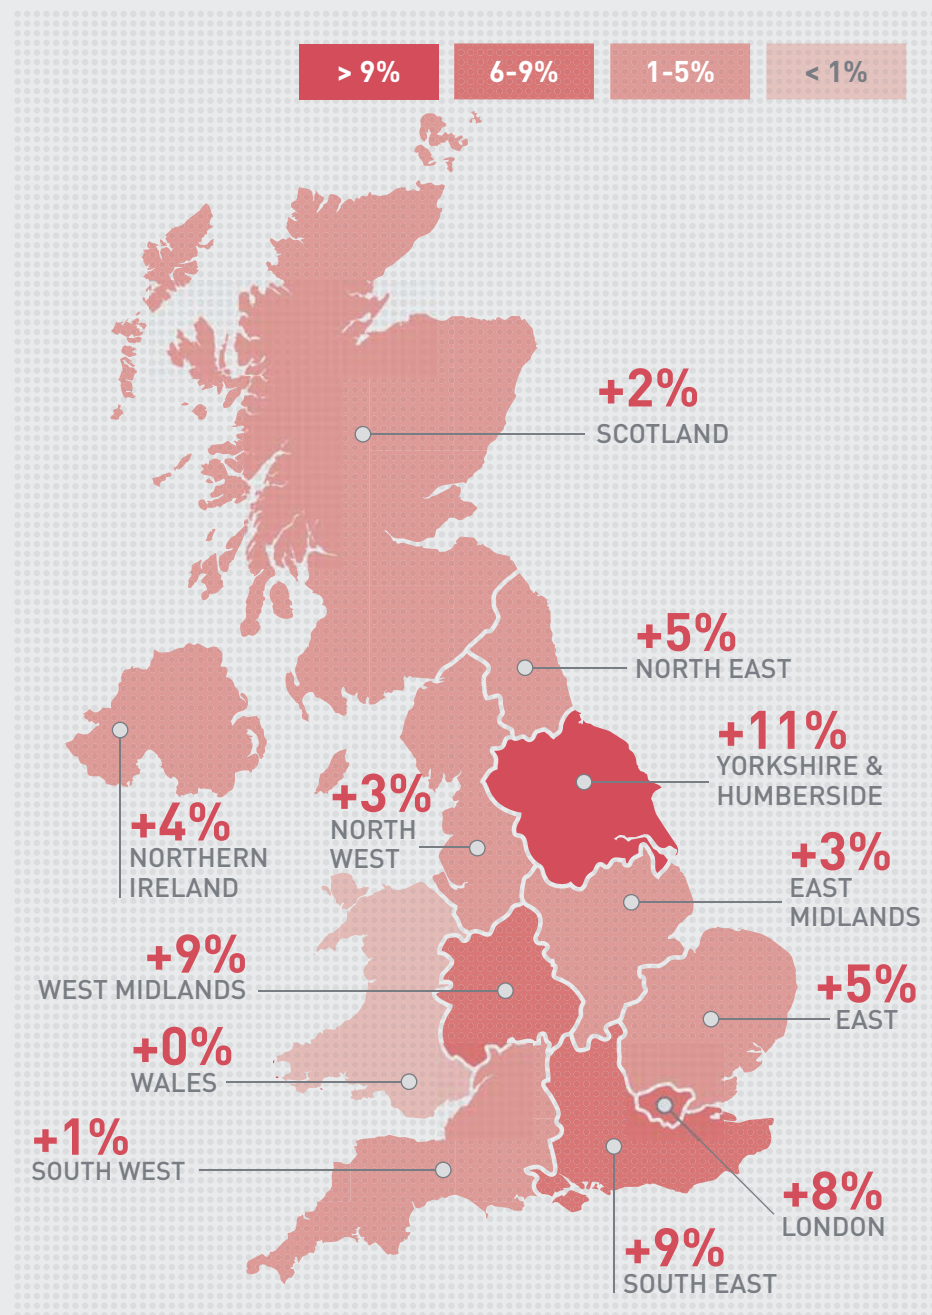 > 9%
6-9%
1-5%
< 1%
+2%
SCOTLAND
+5%
NORTH EAST
+11%
YORKSHIRE &
HUMBERSIDE
+3%
NORTH
WEST
+4%
NORTHERN
IRELAND
+3%
EAST
MIDLANDS
+9%
WEST MIDLANDS
+5%
EAST
+0%
WALES
+1%
SOUTH WEST
+8%
LONDON
+9%
SOUTH EAST